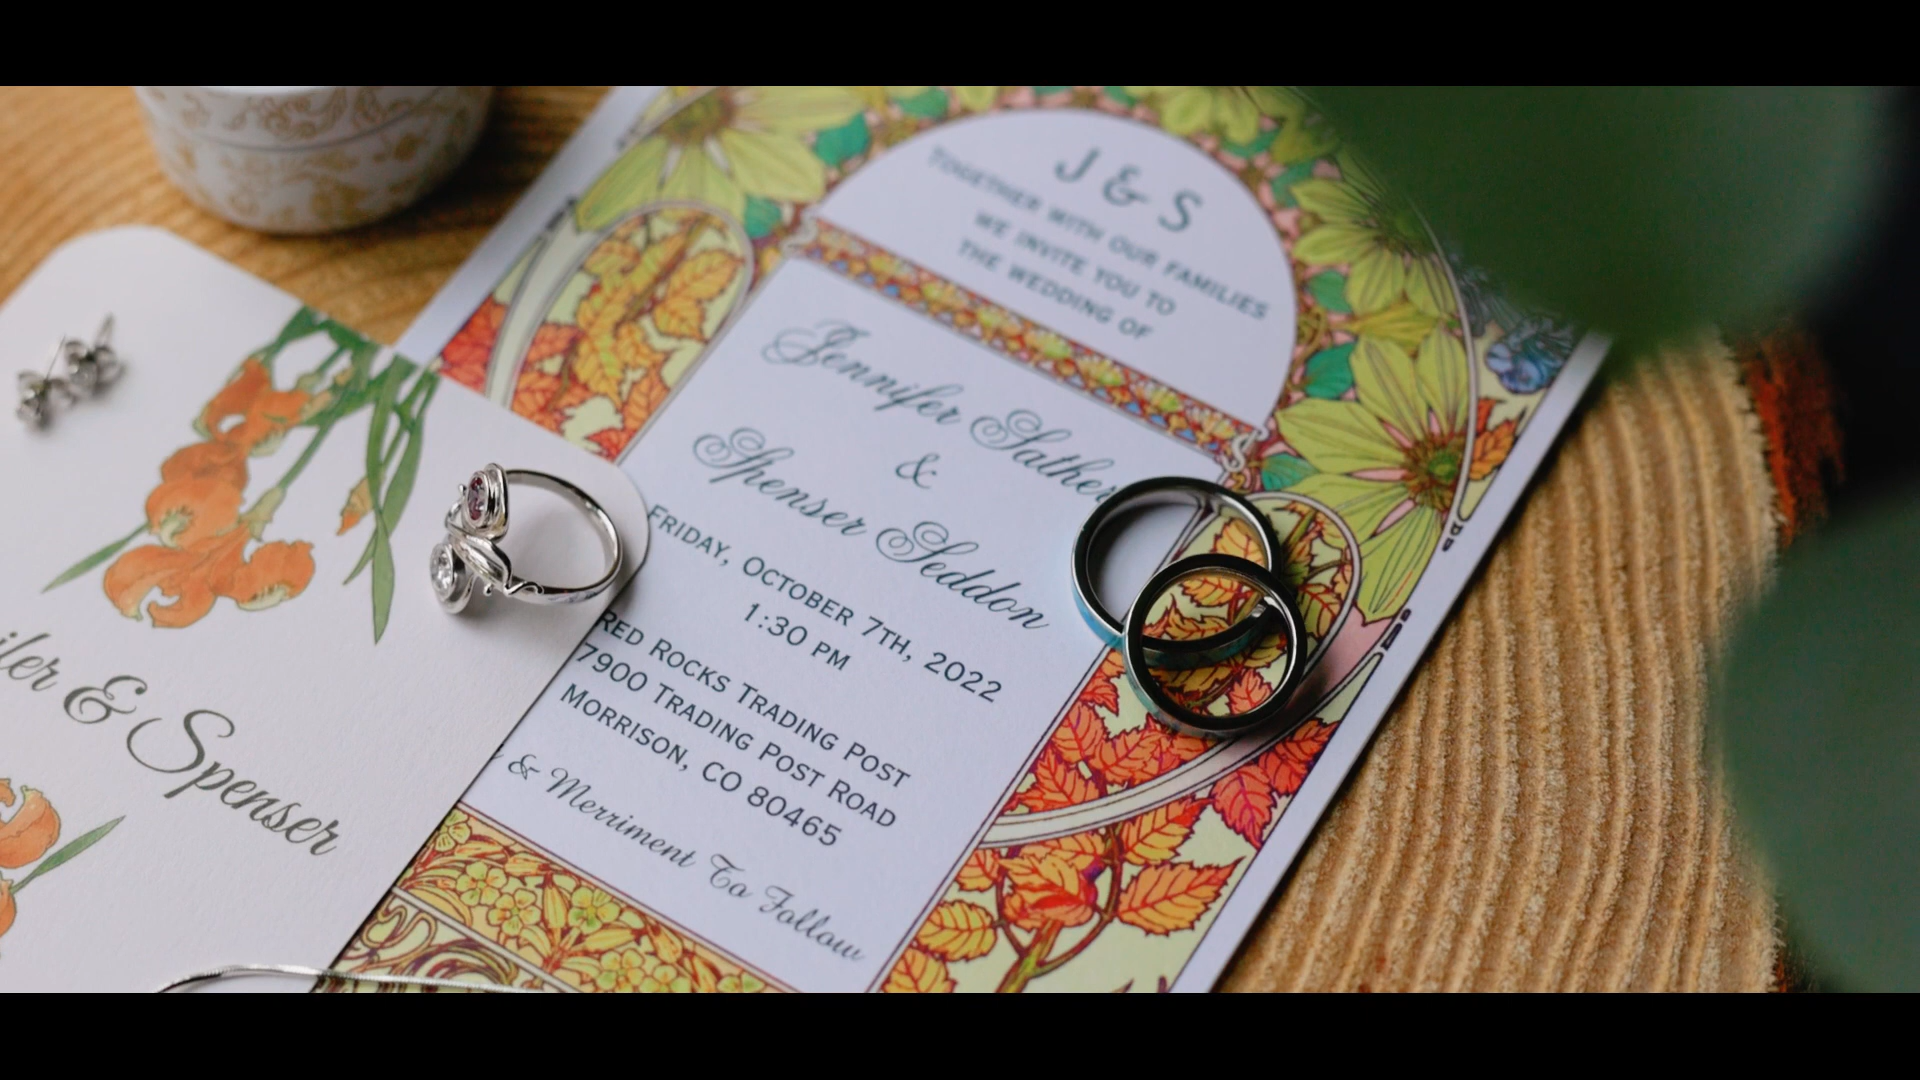 J & S
TOGETHER WITH OUR FAMILIES
WE INVITE YOU TO
THE WEDDING OF
Jennifer Sather
&
Spenser Seddon
FRIDAY, OCTOBER 7TH, 2022
1:30 PM
RED ROCKS TRADING POST
7900 TRADING POST ROAD
MORRISON, CO 80465
& Merriment To Follow
& Spenser